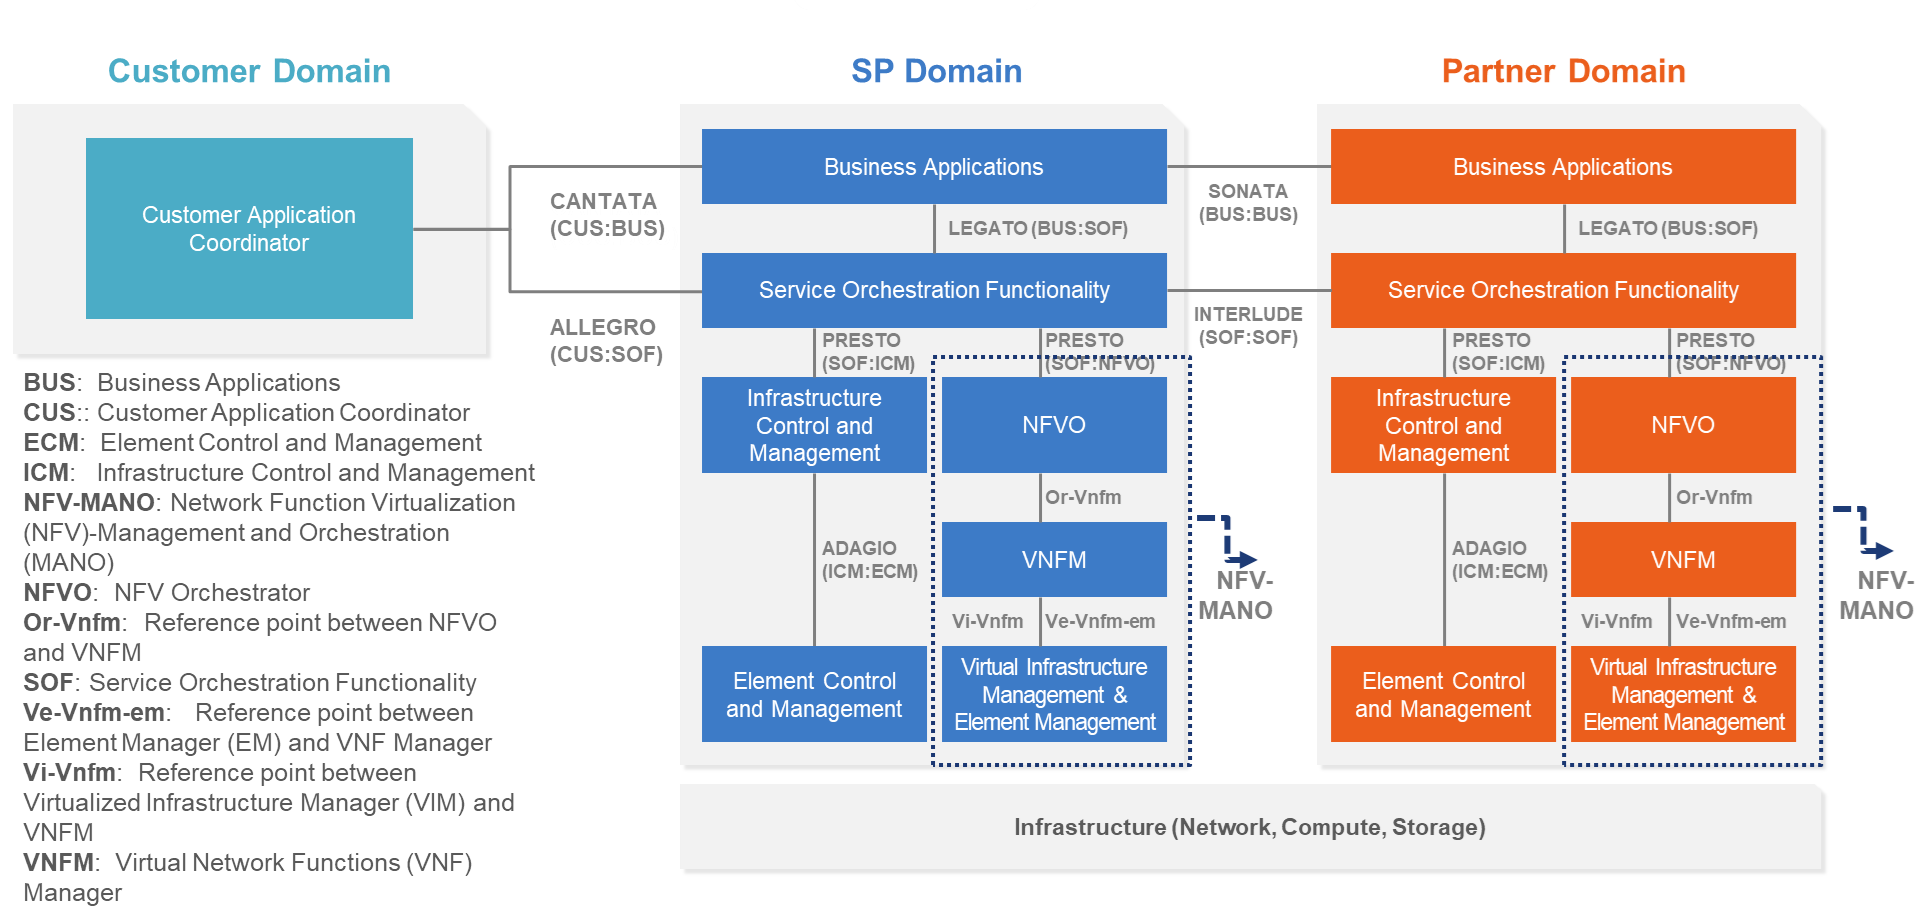 Customer Domain
SP Domain
Partner Domain
Customer Application
Coordinator
CANTATA
(CUS:BUS)
ALLEGRO
(CUS:SOF)
Business Applications
LEGATO (BUS:SOF)
Service Orchestration Functionality
PRESTO
(SOF:ICM)
PRESTO
(SOF:NFVO)
Infrastructure
Control and
Management
NFVO
Or-Vnfm
ADAGIO
(ICM:ECM)
VNFM
Vi-Vnfm
Ve-Vnfm-em
Element Control
and Management
Virtual Infrastructure
Management &
Element Management
NFV-
MANO
SONATA
(BUS:BUS)
INTERLUDE
(SOF:SOF)
Business Applications
LEGATO (BUS:SOF)
Service Orchestration Functionality
PRESTO
(SOF:ICM)
PRESTO
(SOF:NFVO)
Infrastructure
Control and
Management
NFVO
Or-Vnfm
ADAGIO
(ICM:ECM)
VNFM
Vi-Vnfm
Ve-Vnfm-em
Element Control
and Management
Virtual Infrastructure
Management &
Element Management
NFV-
MANO
Infrastructure (Network, Compute, Storage)
BUS: Business Applications
CUS:: Customer Application Coordinator
ECM: Element Control and Management
ICM: Infrastructure Control and Management
NFV-MANO: Network Function Virtualization
(NFV)-Management and Orchestration
(MANO)
NFVO: NFV Orchestrator
Or-Vnfm: Reference point between NFVO
and VNFM
SOF: Service Orchestration Functionality
Ve-Vnfm-em: Reference point between
Element Manager (EM) and VNF Manager
Vi-Vnfm: Reference point between
Virtualized Infrastructure Manager (VIM) and
VNFM
VNFM: Virtual Network Functions (VNF)
Manager